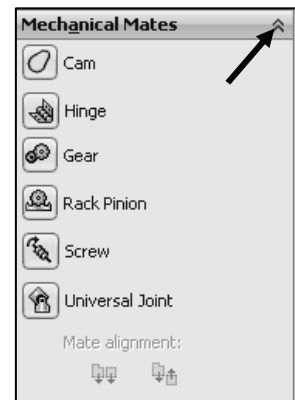 Mechanical Mates
Cam
Hinge
Gear
Rack Pinion
Screw
Universal Joint
Mate alignment: